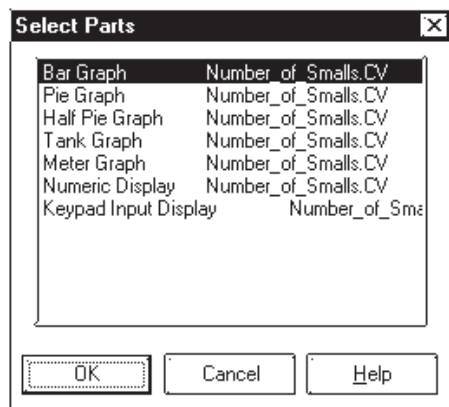 Select Parts
Bar Graph Number_of_Smalls.CV
Pie Graph Number_of_Smalls.CV
Half Pie Graph Number_of_Smalls.CV
Tank Graph Number_of_Smalls.CV
Meter Graph Number_of_Smalls.CV
Numeric Display Number_of_Smalls.CV
Keypad Input Display Number_of_Sma
OK Cancel Help